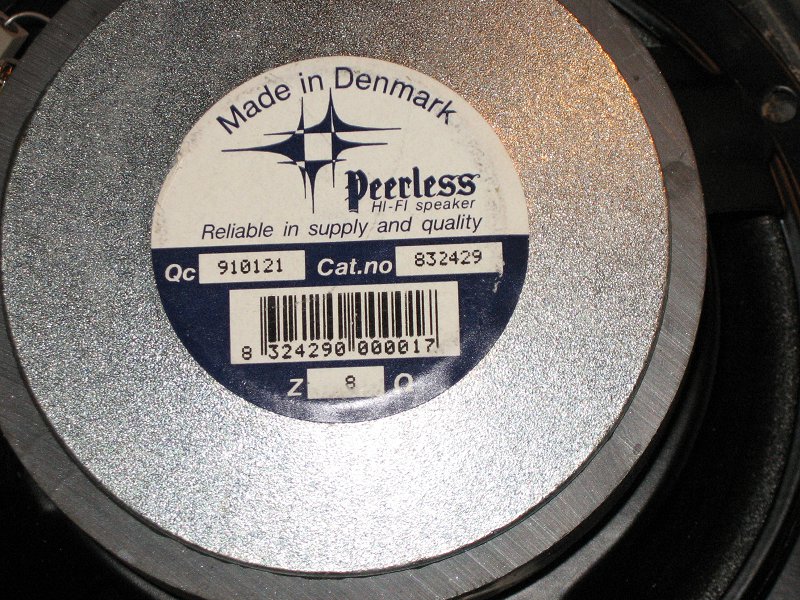 Made in Denmark
Peerless
HI-FI speaker
Reliable in supply and quality
Qc 910121 Cat.no 832429
8 324290 000017
Z 8 Ω